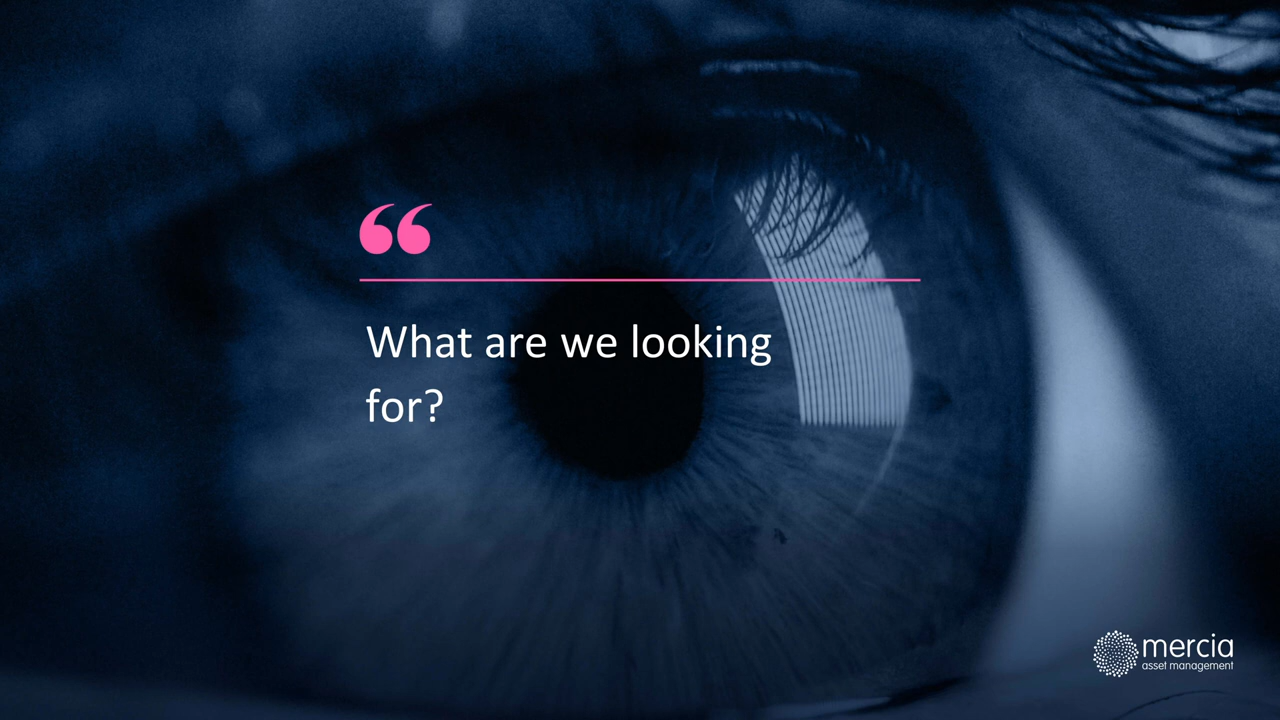 “
What are we looking
for?
mercia
asset management